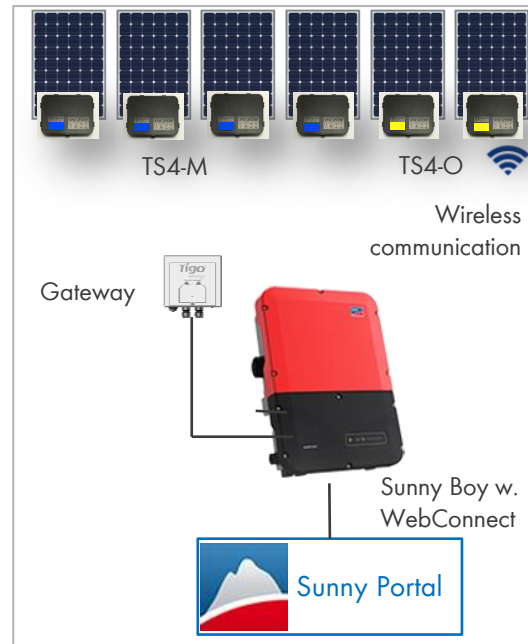 TS4-M
TS4-O
Wireless
communication
Gateway
Tigo
Sunny Boy w.
WebConnect
Sunny Portal